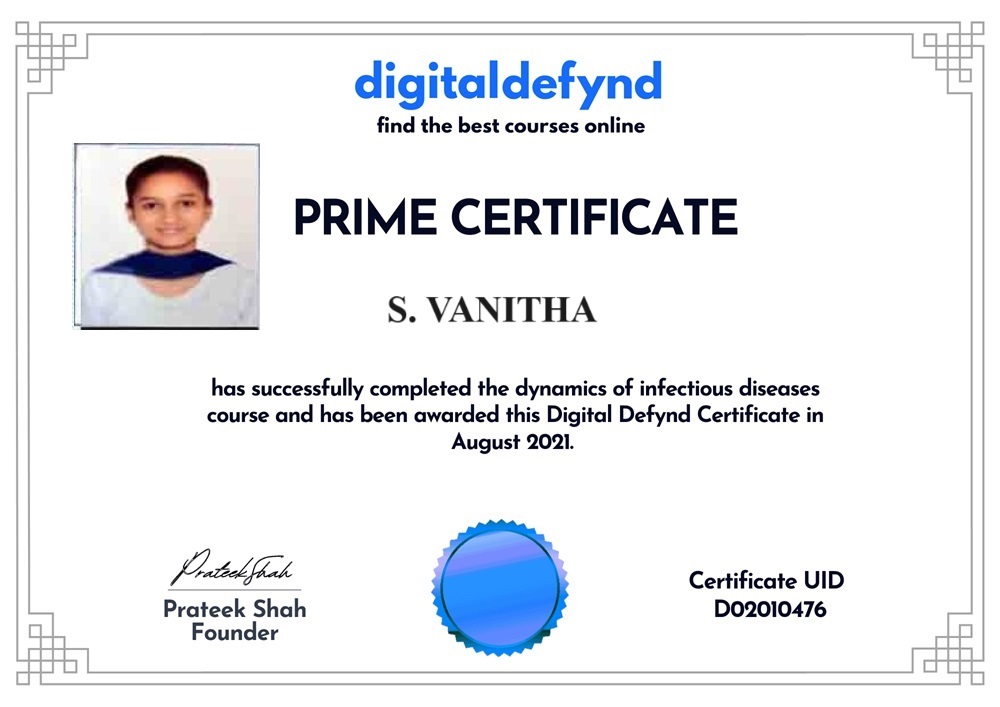 digitaldefynd
find the best courses online
PRIME CERTIFICATE
S. VANITHA
has successfully completed the dynamics of infectious diseases
course and has been awarded this Digital Defynd Certificate in
August 2021.
Prateek Shah
Prateek Shah
Founder
Certificate UID
D02010476